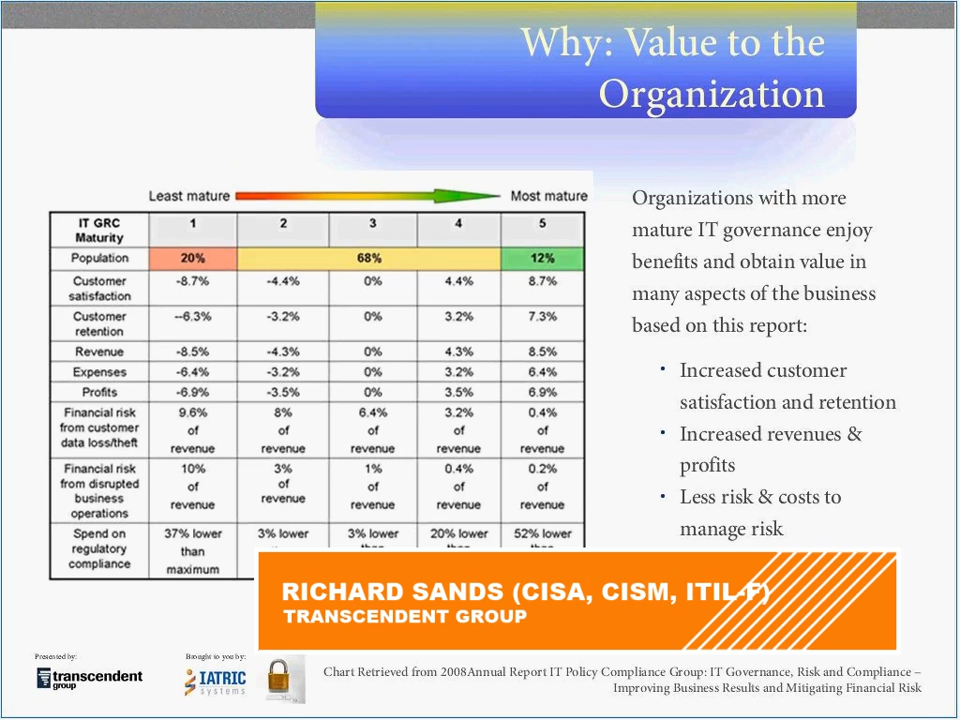 Why: Value to the
Organization
Least mature
Most mature
IT GRC Maturity 1 2 3 4 5
Population 20% 68% 12%
Customer satisfaction -8.7% -4.4% 0% 4.4% 8.7%
Customer retention --6.3% -3.2% 0% 3.2% 7.3%
Revenue -8.5% -4.3% 0% 4.3% 8.5%
Expenses -6.4% -3.2% 0% 3.2% 6.4%
Profits -6.9% -3.5% 0% 3.5% 6.9%
Financial risk from customer data loss/theft 9.6% of revenue 8% of revenue 6.4% of revenue 3.2% of revenue 0.4% of revenue
Financial risk from disrupted business operations 10% of revenue 3% of revenue 1% of revenue 0.4% of revenue 0.2% of revenue
Spend on regulatory compliance 37% lower than maximum 3% lower 3% lower 20% lower 52% lower
Organizations with more
mature IT governance enjoy
benefits and obtain value in
many aspects of the business
based on this report:
• Increased customer
satisfaction and retention
• Increased revenues &
profits
• Less risk & costs to
manage risk
RICHARD SANDS (CISA, CISM, ITIL-F)
TRANSCENDENT GROUP
Presented by:
transcendent
group
Brought to you by:
IATRIC
systems
Chart Retrieved from 2008Annual Report IT Policy Compliance Group: IT Governance, Risk and Compliance –
Improving Business Results and Mitigating Financial Risk